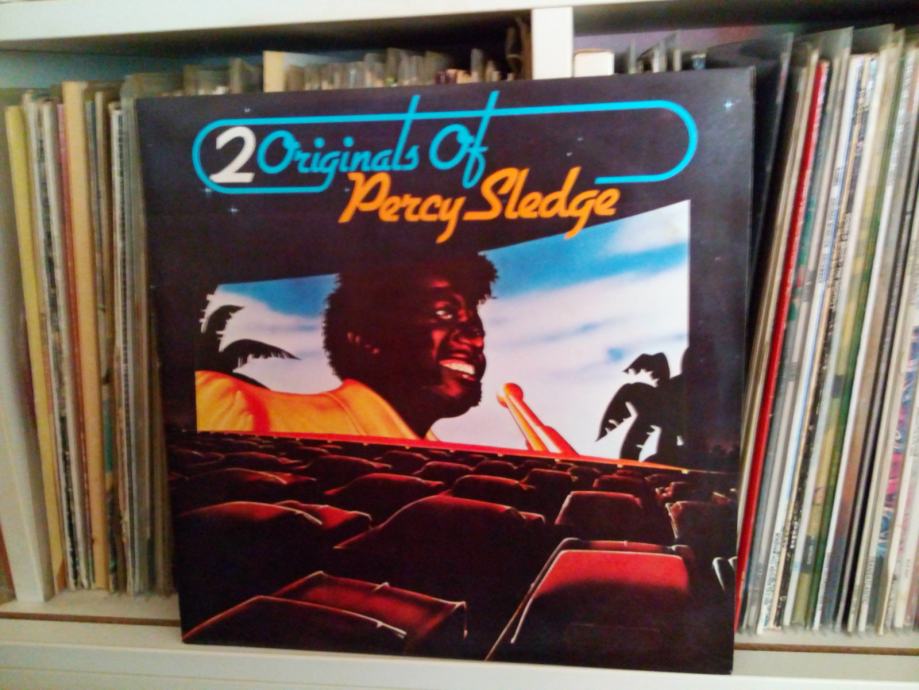 2 Originals Of
Percy Sledge